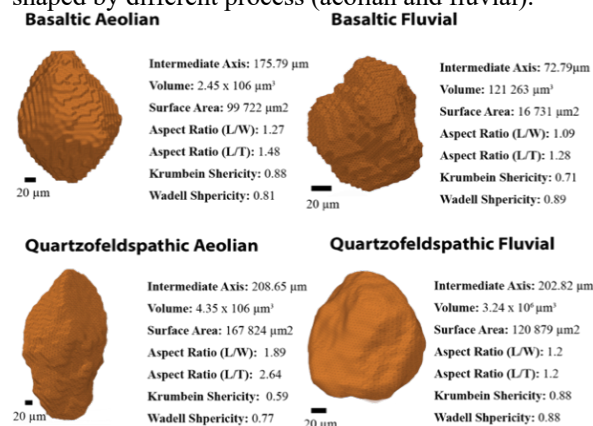 shaped by different process (aeolian and fluvial).
Basaltic Aeolian
Intermediate Axis: 175.79 µm
Volume: 2.45 x 106 µm³
Surface Area: 99 722 µm2
Aspect Ratio (L/W): 1.27
Aspect Ratio (L/T): 1.48
Krumbein Shericity: 0.88
Wadell Shpericity: 0.81
20 µm
Basaltic Fluvial
Intermediate Axis: 72.79µm
Volume: 121 263 µm³
Surface Area: 16 731 µm2
Aspect Ratio (L/W): 1.09
Aspect Ratio (L/T): 1.28
Krumbein Shericity: 0.71
Wadell Shpericity: 0.89
20 µm
Quartzofeldspathic Aeolian
Intermediate Axis: 208.65 µm
Volume: 4.35 x 106 µm³
Surface Area: 167 824 µm2
Aspect Ratio (L/W): 1.89
Aspect Ratio (L/T): 2.64
Krumbein Shericity: 0.59
Wadell Shpericity: 0.77
20 µm
Quartzofeldspathic Fluvial
Intermediate Axis: 202.82 µm
Volume: 3.24 x 10⁶ µm³
Surface Area: 120 879 µm2
Aspect Ratio (L/W): 1.2
Aspect Ratio (L/T): 1.2
Krumbein Shericity: 0.88
Wadell Shpericity: 0.88
20 µm